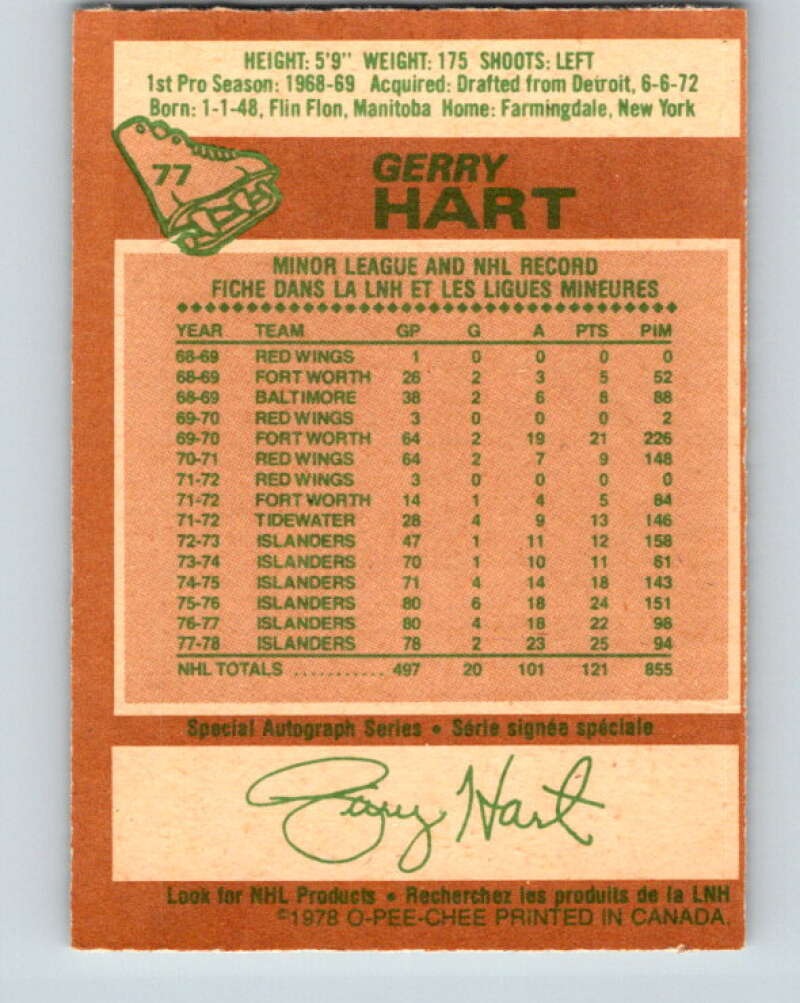 HEIGHT: 5'9" WEIGHT: 175 SHOOTS: LEFT
1st Pro Season: 1968-69 Acquired: Drafted from Detroit, 6-6-72
Born: 1-1-48, Flin Flon, Manitoba Home: Farmingdale, New York
77
GERRY
HART
MINOR LEAGUE AND NHL RECORD
FICHE DANS LA LNH ET LES LIGUES MINEURES
YEAR TEAM GP G A PTS PIM
68-69 RED WINGS 1 0 0 0 0
68-69 FORT WORTH 26 2 3 5 52
68-69 BALTIMORE 38 2 6 8 88
69-70 RED WINGS 3 0 0 0 2
69-70 FORT WORTH 64 2 19 21 226
70-71 RED WINGS 64 2 7 9 148
71-72 RED WINGS 3 0 0 0 0
71-72 FORT WORTH 14 1 4 5 84
71-72 TIDEWATER 28 4 9 13 146
72-73 ISLANDERS 47 1 11 12 158
73-74 ISLANDERS 70 1 10 11 61
74-75 ISLANDERS 71 4 14 18 143
75-76 ISLANDERS 80 6 18 24 151
76-77 ISLANDERS 80 4 18 22 98
77-78 ISLANDERS 78 2 23 25 94
NHL TOTALS ........... 497 20 101 121 855
Special Autograph Series • Série signée spéciale
Gerry Hart
Look for NHL Products • Recherchez les produits de la LNH
©1978 O-PEE-CHEE PRINTED IN CANADA.